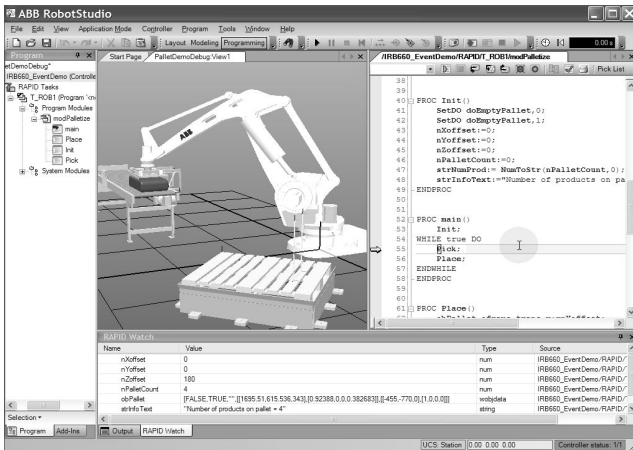 ABB RobotStudio
File Edit View Application Mode Controller Program Tools Window Help
Layout Modeling Programming 0.00 s
Program
Start Page PalletDemoDebug:View1
/IRB660_EventDemo/RAPID/T_ROB1/modPalletize
etDemoDebug*
IRB660_EventDemo (Controlle
RAPID Tasks
T_ROB1 (Program '<n
Program Modules
modPalletize
main
Place
Init
Pick
System Modules
ABB
Pick List
38
39
40 PROC Init()
41 SetDO doEmptyPallet,0;
42 SetDO doEmptyPallet,1;
43 nXoffset:=0;
44 nYoffset:=0;
45 nZoffset:=0;
46 nPalletCount:=0;
47 strNumProd:= NumToStr(nPalletCount,0);
48 strInfoText:="Number of products on pa
49 ENDPROC
50
51
52 PROC main()
53 Init;
54 WHILE true DO
55 Pick;
56 Place;
57 ENDWHILE
58 ENDPROC
59
60
61 PROC Place()
RAPID Watch
Name Value Type Source
nXoffset 0 num IRB660_EventDemo/RAPID/
nYoffset 0 num IRB660_EventDemo/RAPID/
nZoffset 180 num IRB660_EventDemo/RAPID/
nPalletCount 4 num IRB660_EventDemo/RAPID/
obPallet [FALSE,TRUE,"",[[1695.51,615.536,343],[0.92388,0,0,0.382683]],[[-455,-770,0],[1,0,0,0]]] wobjdata IRB660_EventDemo/RAPID/
strInfoText "Number of products on pallet = 4" string IRB660_EventDemo/RAPID/
Selection
Program Add-Ins Output RAPID Watch
UCS: Station 0.00 0.00 0.00 Controller status: 1/1